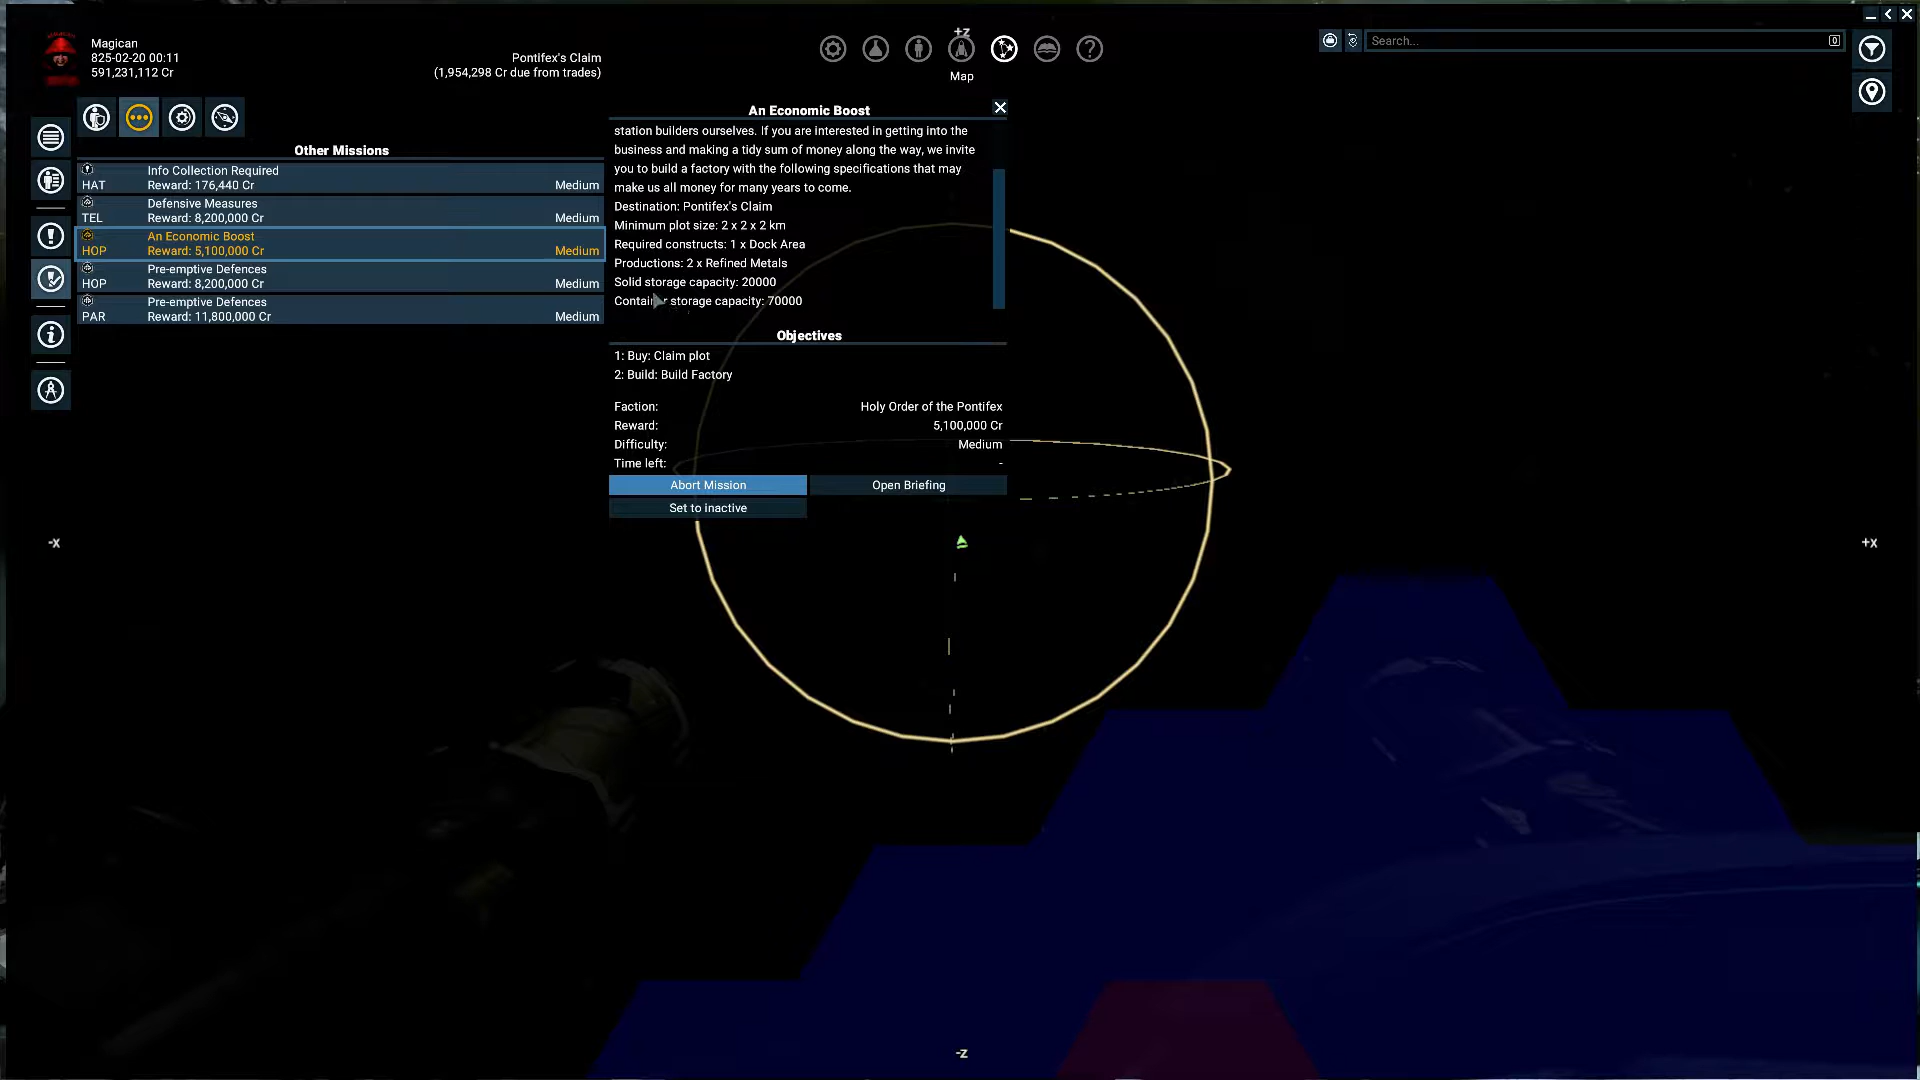 Magican
825-02-20 00:11
591,231,112 Cr
Pontifex's Claim
(1,954,298 Cr due from trades)
+Z
Map
Search...
0
Other Missions
Info Collection Required
HAT Reward: 176,440 Cr Medium
Defensive Measures
TEL Reward: 8,200,000 Cr Medium
An Economic Boost
HOP Reward: 5,100,000 Cr Medium
Pre-emptive Defences
HOP Reward: 8,200,000 Cr Medium
Pre-emptive Defences
PAR Reward: 11,800,000 Cr Medium
An Economic Boost
station builders ourselves. If you are interested in getting into the
business and making a tidy sum of money along the way, we invite
you to build a factory with the following specifications that may
make us all money for many years to come.
Destination: Pontifex's Claim
Minimum plot size: 2 x 2 x 2 km
Required constructs: 1 x Dock Area
Productions: 2 x Refined Metals
Solid storage capacity: 20000
Container storage capacity: 70000
Objectives
1: Buy: Claim plot
2: Build: Build Factory
Faction: Holy Order of the Pontifex
Reward: 5,100,000 Cr
Difficulty: Medium
Time left: -
Abort Mission Open Briefing
Set to inactive
-X
+X
-Z